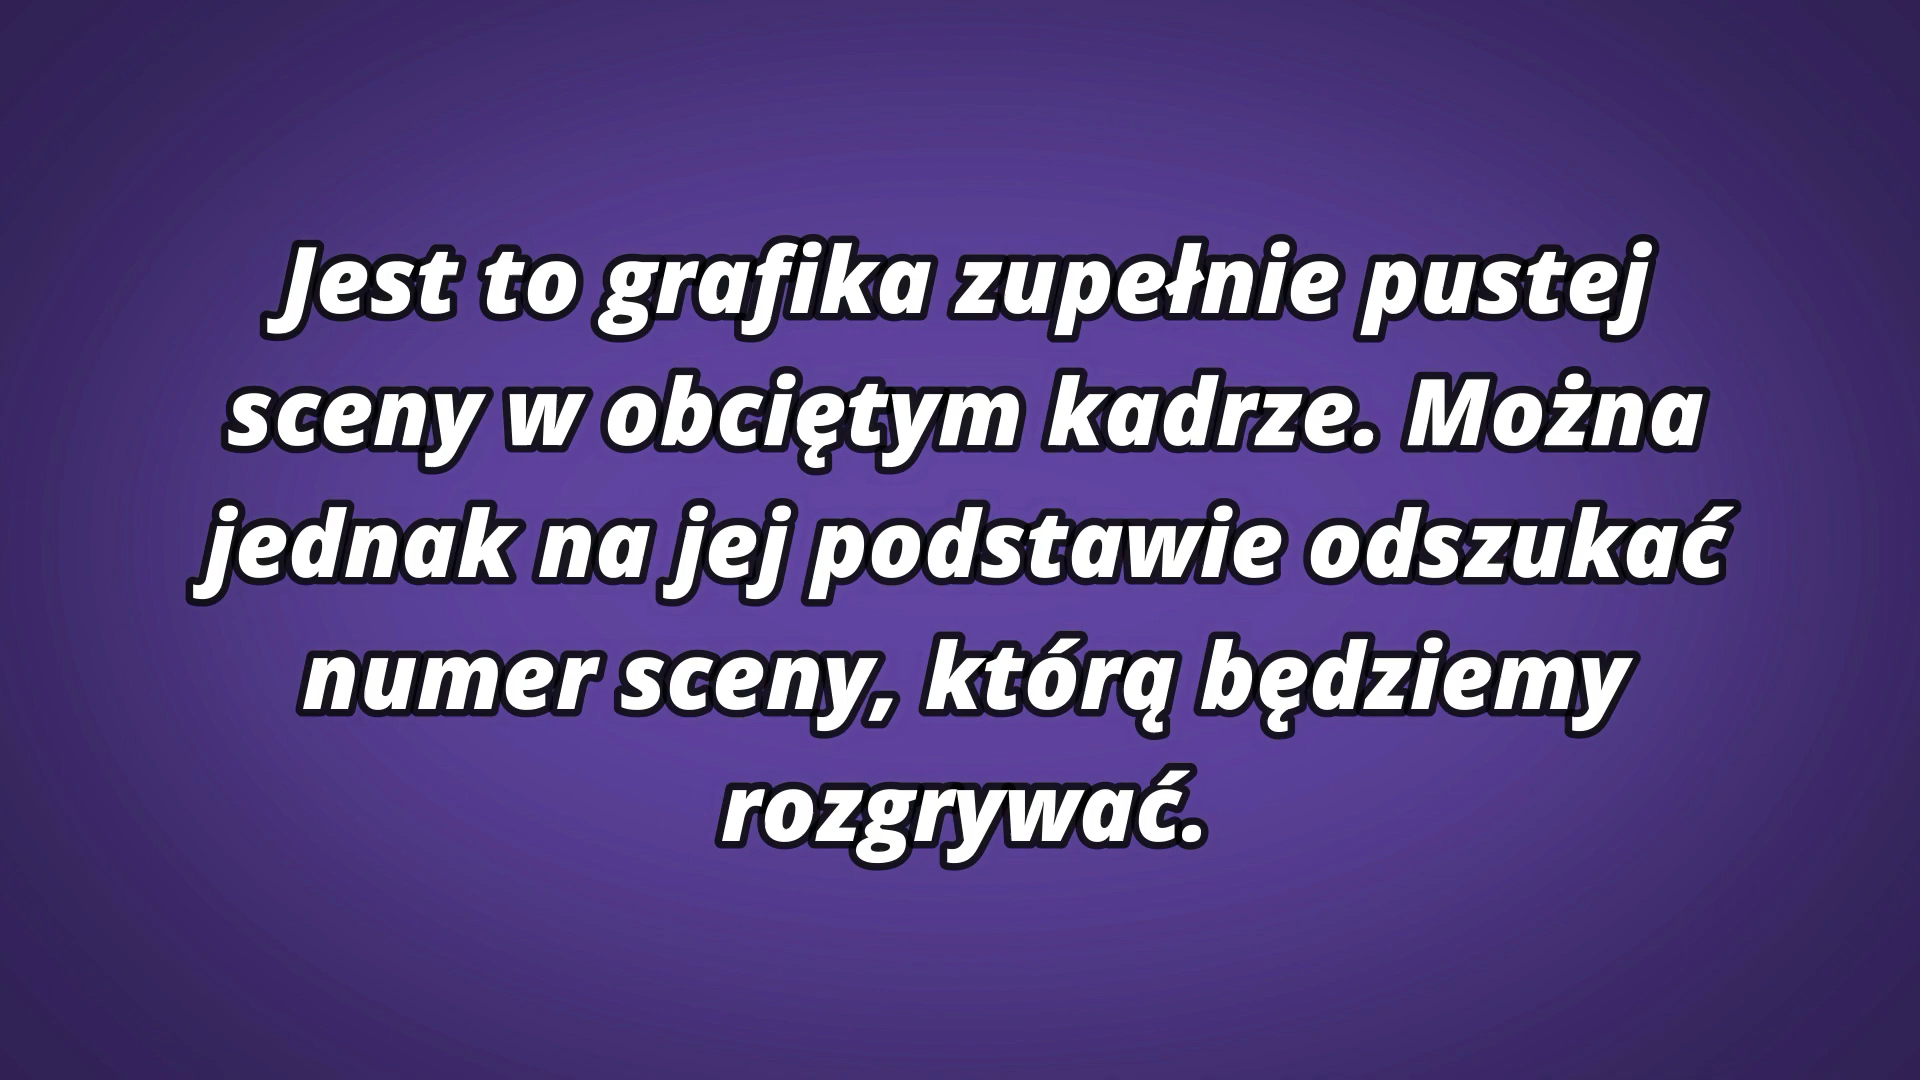 Jest to grafika zupełnie pustej
sceny w obciętym kadrze. Można
jednak na jej podstawie odszukać
numer sceny, którą będziemy
rozgrywać.